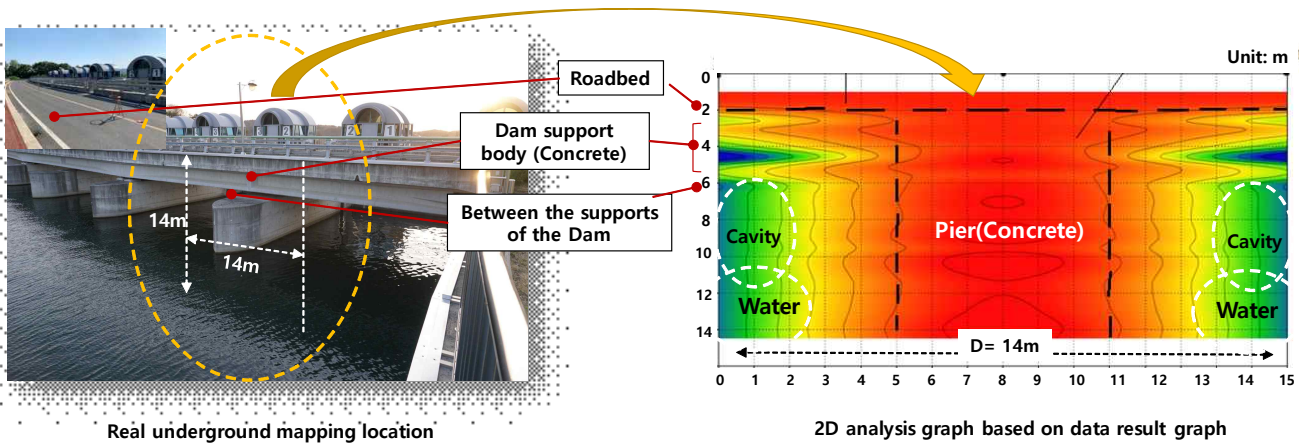 Unit: m
Roadbed
Dam support
body (Concrete)
Between the supports
of the Dam
14m
14m
2 1
0
2
4
6
8
10
12
14
Pier(Concrete)
Cavity
Cavity
Water
Water
D= 14m
0 1 2 3 4 5 6 7 8 9 10 11 12 13 14 15
Real underground mapping location
2D analysis graph based on data result graph